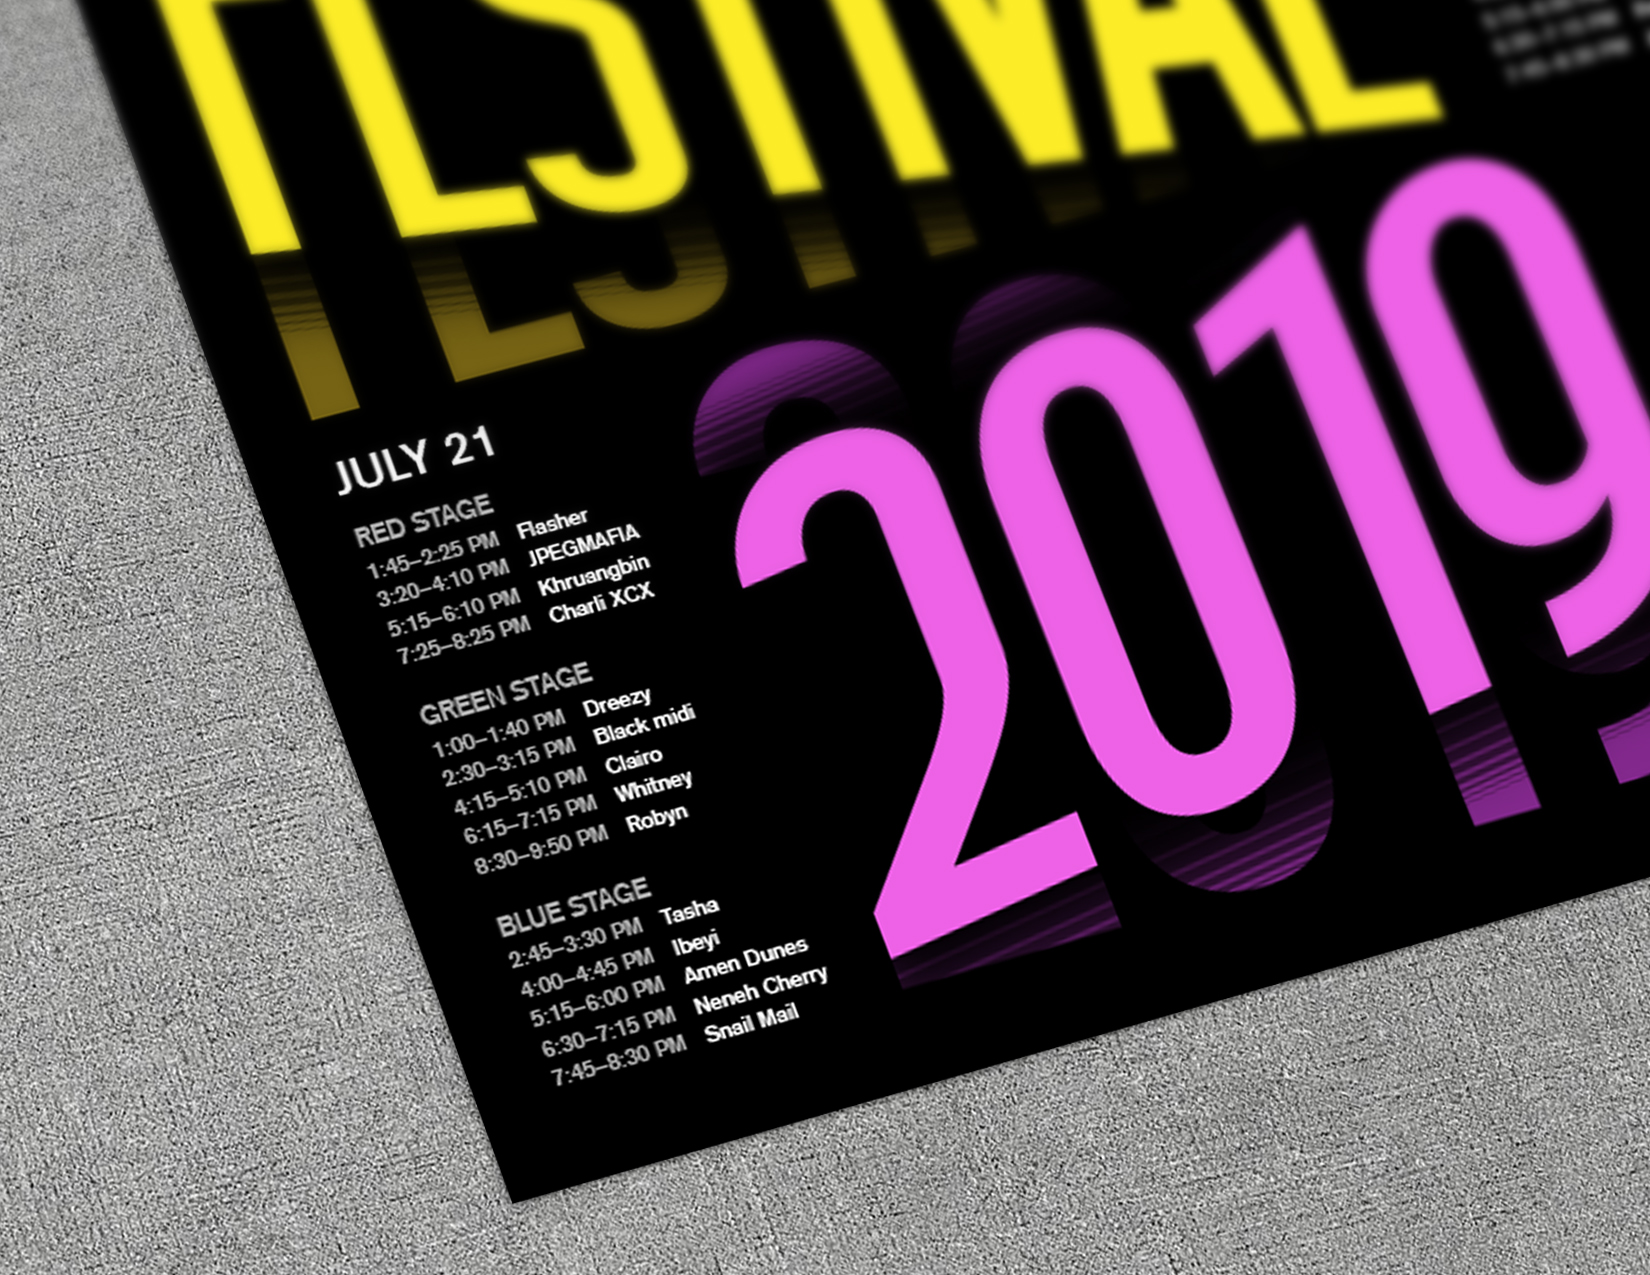 FESTIVAL
2019
JULY 21
RED STAGE
1:45–2:25 PM Flasher
3:20–4:10 PM JPEGMAFIA
5:15–6:10 PM Khruangbin
7:25–8:25 PM Charli XCX
GREEN STAGE
1:00–1:40 PM Dreezy
2:30–3:15 PM Black midi
4:15–5:10 PM Clairo
6:15–7:15 PM Whitney
8:30–9:50 PM Robyn
BLUE STAGE
2:45–3:30 PM Tasha
4:00–4:45 PM Ibeyi
5:15–6:00 PM Amen Dunes
6:30–7:15 PM Neneh Cherry
7:45–8:30 PM Snail Mail